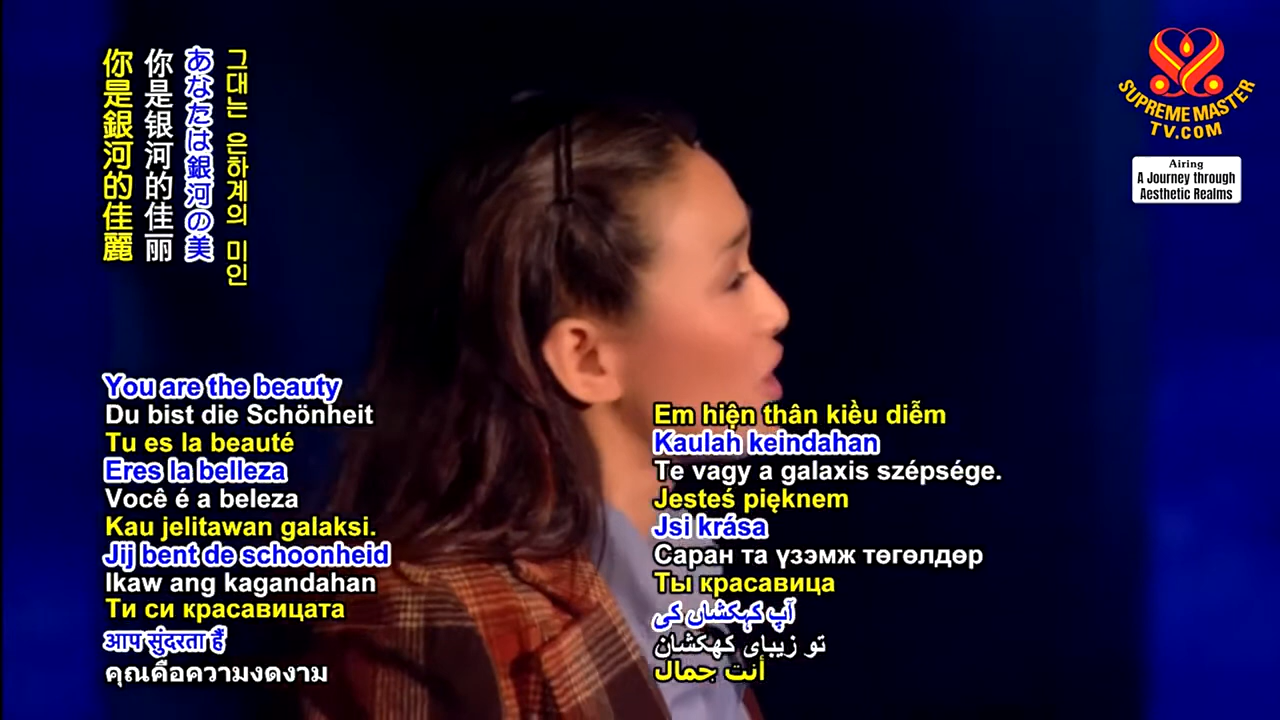 你是銀河的佳麗
你是银河的佳丽
あなたは銀河の美
그대는 은하계의 미인
SUPREME MASTER
TV.COM
Airing
A Journey through
Aesthetic Realms
You are the beauty
Du bist die Schönheit
Tu es la beauté
Eres la belleza
Você é a beleza
Kau jelitawan galaksi.
Jij bent de schoonheid
Ikaw ang kagandahan
Ти си красавицата
आप सुंदरता हैं
คุณคือความงดงาม
Em hiện thân kiều diễm
Kaulah keindahan
Te vagy a galaxis szépsége.
Jesteś pięknem
Jsi krása
Саран та үзэмж төгөлдөр
Ты красавица
آپ کہکشاں کی
تو زیبای کهکشان
أنت جمال